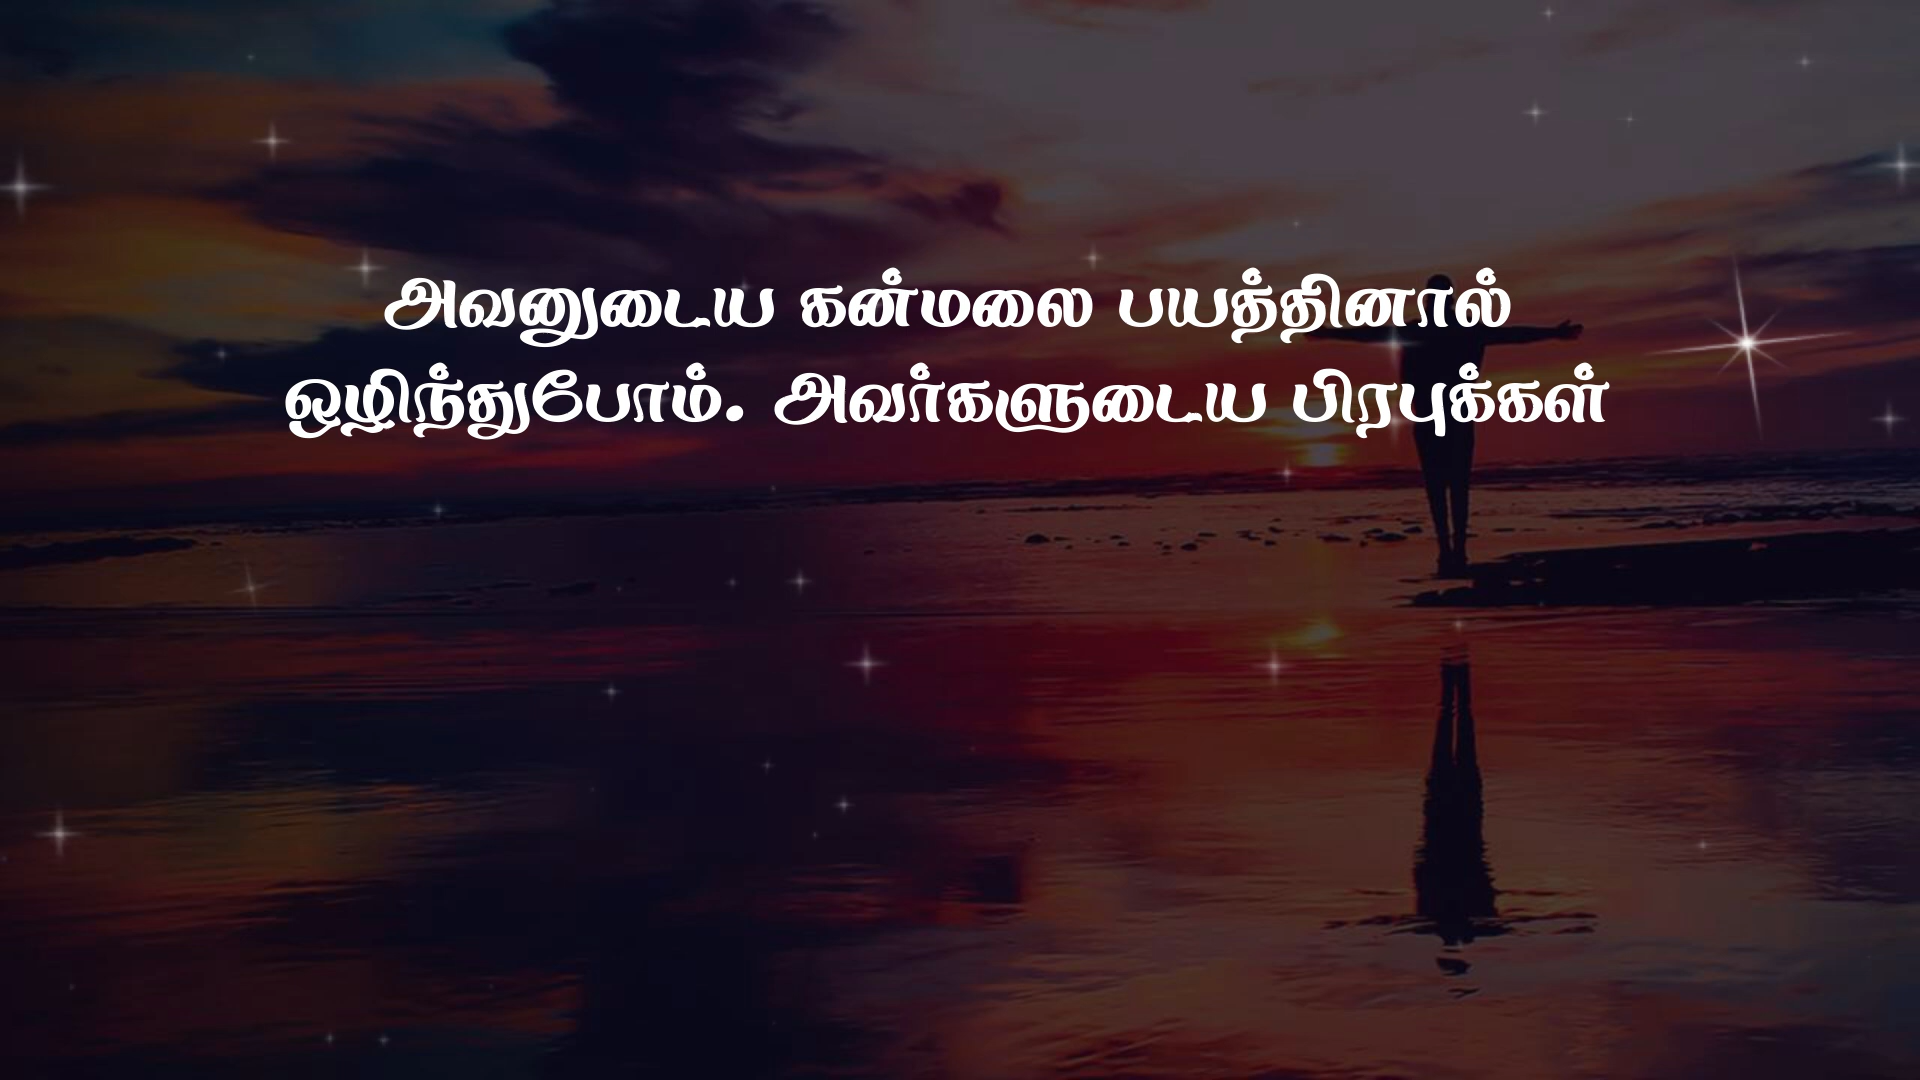 அவனுடைய கன்மலை பயத்தினால்
ஒழிந்துபோம். அவர்களுடைய பிரபுக்கள்